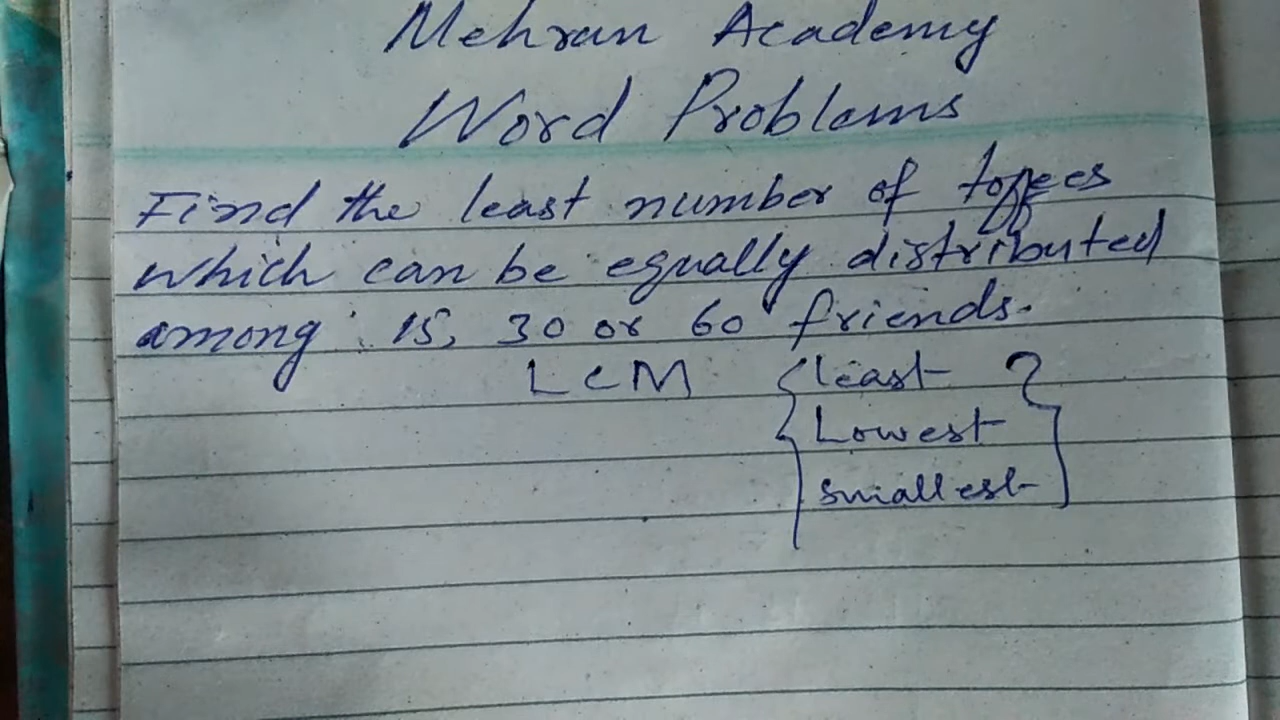 Mehran Academy
Word Problems
Find the least number of toffees
which can be equally distributed
among 15, 30 or 60 friends.
LCM { least }
Lowest
smallest